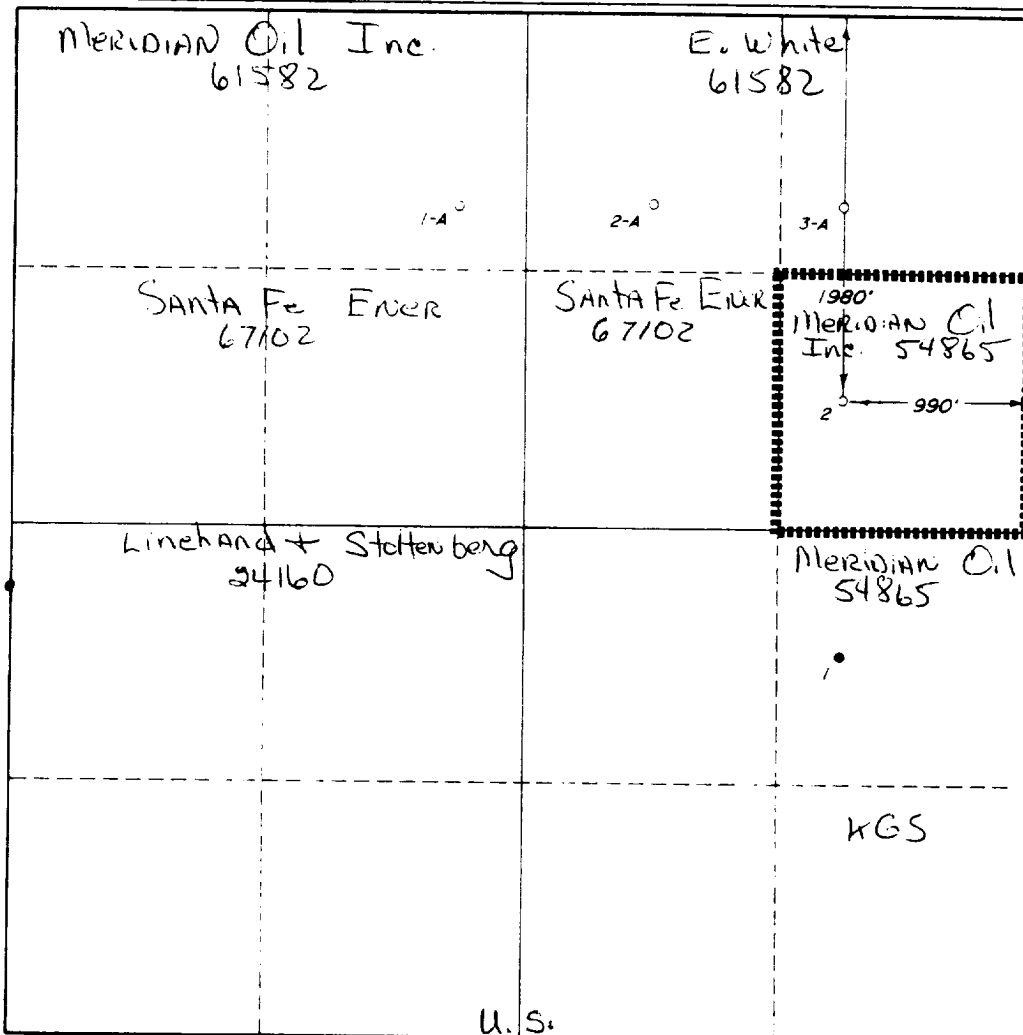 MERIDIAN Oil Inc.
61582
E. White
61582
1-A
2-A
3-A
SANTA Fe ENER
67102
SANTA Fe ENER
67102
1980'
MERIDIAN Oil
Inc. 54865
2
990'
Linehand + Stoltenberg
24160
MERIDIAN Oil
54865
1
KGS
U.S.